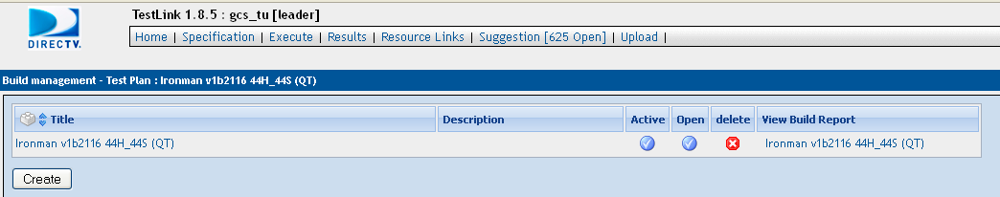 DIRECTV.
TestLink 1.8.5 : gcs_tu [leader]
Home | Specification | Execute | Results | Resource Links | Suggestion [625 Open] | Upload |
Build management - Test Plan : Ironman v1b2116 44H_44S (QT)
Title Description Active Open delete View Build Report
Ironman v1b2116 44H_44S (QT) Ironman v1b2116 44H_44S (QT)
Create